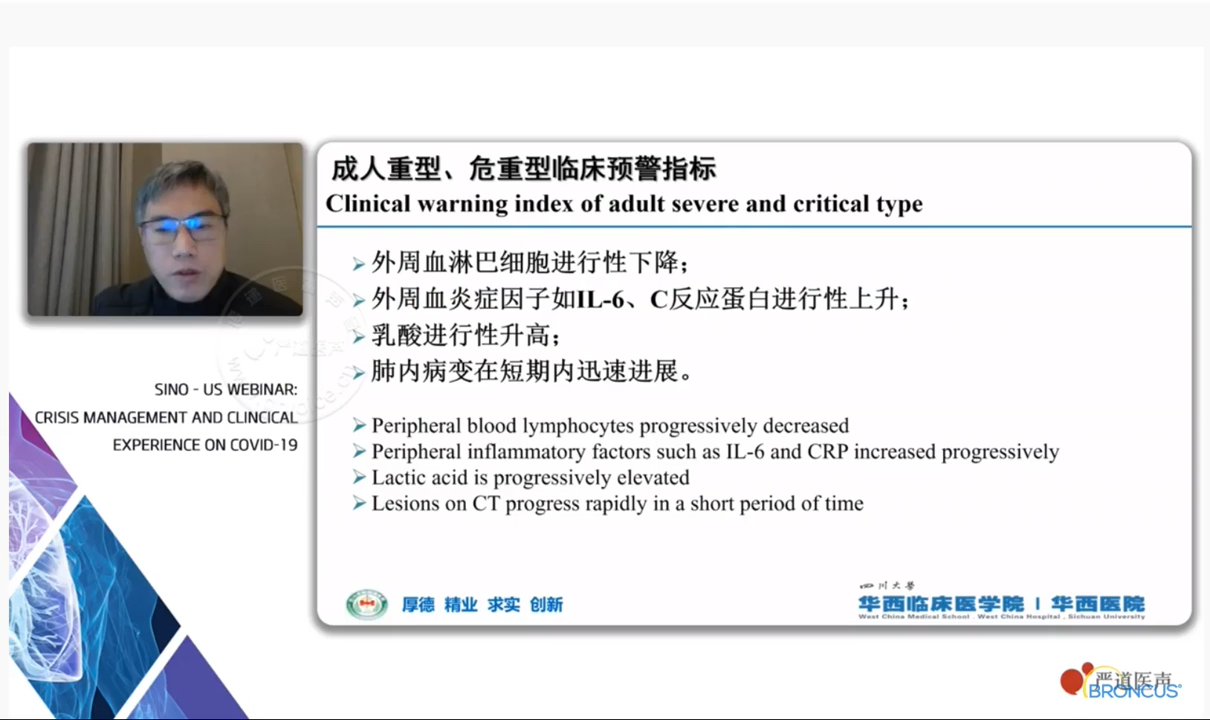 成人重型、危重型临床预警指标
Clinical warning index of adult severe and critical type
外周血淋巴细胞进行性下降；
外周血炎症因子如IL-6、C反应蛋白进行性上升；
乳酸进行性升高；
肺内病变在短期内迅速进展。
SINO - US WEBINAR:
CRISIS MANAGEMENT AND CLINCICAL
EXPERIENCE ON COVID-19
Peripheral blood lymphocytes progressively decreased
Peripheral inflammatory factors such as IL-6 and CRP increased progressively
Lactic acid is progressively elevated
Lesions on CT progress rapidly in a short period of time
厚德 精业 求实 创新
四川大學
华西临床医学院 | 华西医院
West China Medical School . West China Hospital , Sichuan University
严道医声
BRONCUS®